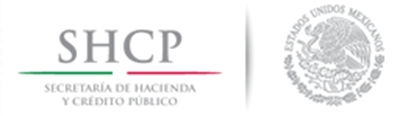 SHCP
SECRETARÍA DE HACIENDA
Y CRÉDITO PÚBLICO
ESTADOS UNIDOS MEXICANOS